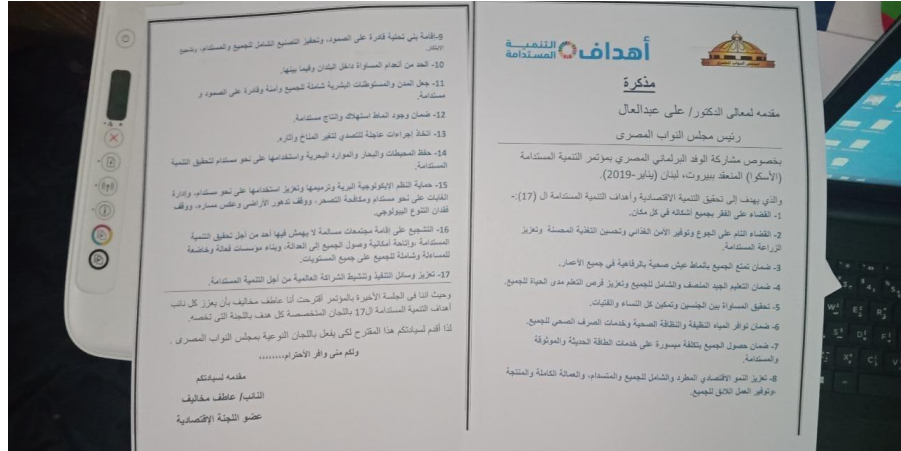 أهداف التنمية المستدامة
مجلس النواب المصري
مذكرة
مقدمه لمعالى الدكتور/ على عبدالعال
رئيس مجلس النواب المصرى
بخصوص مشاركة الوفد البرلماني المصري بمؤتمر التنمية المستدامة
(الأسكوا) المنعقد ببيروت، لبنان (يناير-2019).
والذي يهدف إلى تحقيق التنمية الاقتصادية وأهداف التنمية المستدامة ال (17):-
1- القضاء على الفقر بجميع أشكاله في كل مكان.
2- القضاء التام على الجوع وتوفير الأمن الغذائي وتحسين التغذية المحسنة وتعزيز
الزراعة المستدامة.
3- ضمان تمتع الجميع بأنماط عيش صحية بالرفاهية في جميع الأعمار.
4- ضمان التعليم الجيد المنصف والشامل للجميع وتعزيز فرص التعلم مدى الحياة للجميع.
5- تحقيق المساواة بين الجنسين وتمكين كل النساء والفتيات.
6- ضمان توافر المياه النظيفة والنظافة الصحية وخدمات الصرف الصحي للجميع.
7- ضمان حصول الجميع بتكلفة ميسورة على خدمات الطاقة الحديثة والموثوقة
والمستدامة.
8- تعزيز النمو الاقتصادي المطرد والشامل للجميع والمتسدام، والعمالة الكاملة والمنتجة
،وتوفير العمل اللائق للجميع.
9-إقامة بني تحتية قادرة على الصمود، وتحفيز التصنيع الشامل للجميع والمستدام، وتشجيع
الابتكار.
10- الحد من انعدام المساواة داخل البلدان وفيما بينها.
11- جعل المدن والمستوطنات البشرية شاملة للجميع وآمنة وقادرة على الصمود و
مستدامة.
12- ضمان وجود أنماط استهلاك وإنتاج مستدامة.
13- اتخاذ إجراءات عاجلة للتصدي لتغير المناخ وآثاره.
14- حفظ المحيطات والبحار والموارد البحرية واستخدامها على نحو مستدام لتحقيق التنمية
المستدامة.
15- حماية النظم الإيكولوجية البرية وترميمها وتعزيز استخدامها على نحو مستدام، وإدارة
الغابات على نحو مستدام ومكافحة التصحر، ووقف تدهور الأراضي وعكس مساره، ووقف
فقدان التنوع البيولوجي.
16- التشجيع على إقامة مجتمعات مسالمة لا يهمش فيها أحد من أجل تحقيق التنمية
المستدامة ،وإتاحة أمكانية وصول الجميع إلى العدالة، وبناء مؤسسات فعالة وخاضعة
للمساءلة وشاملة للجميع على جميع المستويات.
17- تعزيز وسائل التنفيذ وتنشيط الشراكة العالمية من أجل التنمية المستدامة.
وحيث اننا فى الجلسة الأخيرة بالمؤتمر أقترحت أنا عاطف مخاليف بأن يعزز كل نائب
أهداف التنمية المستدامة ال17 باللجان المتخصصة كل هدف باللجنة التى تخصه.
لذا أقدم لسيادتكم هذا المقترح لكى يفعل باللجان النوعية بمجلس النواب المصرى .
ولكم منى وافر الأحترام،،،،،،،،
مقدمه لسيادتكم
النائب/ عاطف مخاليف
عضو اللجنة الإقتصادية